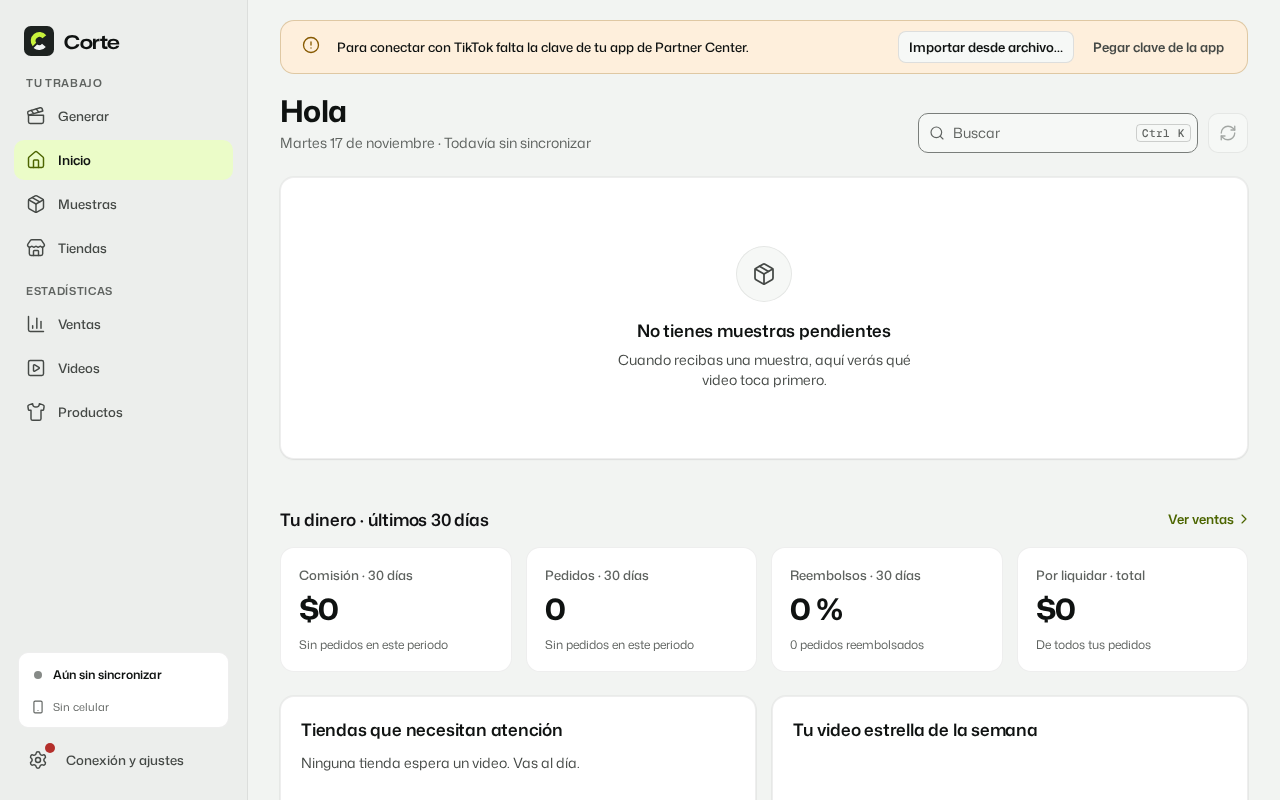 Corte
TU TRABAJO
Generar
Inicio
Muestras
Tiendas
ESTADÍSTICAS
Ventas
Videos
Productos
Aún sin sincronizar
Sin celular
Conexión y ajustes
Para conectar con TikTok falta la clave de tu app de Partner Center.
Importar desde archivo...
Pegar clave de la app
Hola
Martes 17 de noviembre · Todavía sin sincronizar
Buscar
Ctrl K
No tienes muestras pendientes
Cuando recibas una muestra, aquí verás qué
video toca primero.
Tu dinero · últimos 30 días
Ver ventas
Comisión · 30 días
$0
Sin pedidos en este periodo
Pedidos · 30 días
0
Sin pedidos en este periodo
Reembolsos · 30 días
0 %
0 pedidos reembolsados
Por liquidar · total
$0
De todos tus pedidos
Tiendas que necesitan atención
Ninguna tienda espera un video. Vas al día.
Tu video estrella de la semana